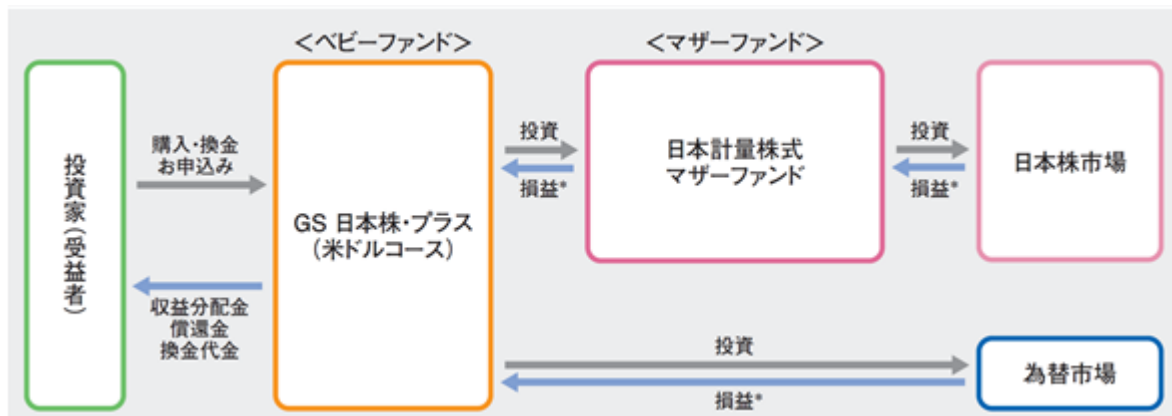 <ベビーファンド>
<マザーファンド>
投資家(受益者)
購入・換金
お申込み
収益分配金
償還金
換金代金
GS 日本株・プラス
(米ドルコース)
投資
損益*
日本計量株式
マザーファンド
投資
損益*
日本株市場
投資
損益*
為替市場